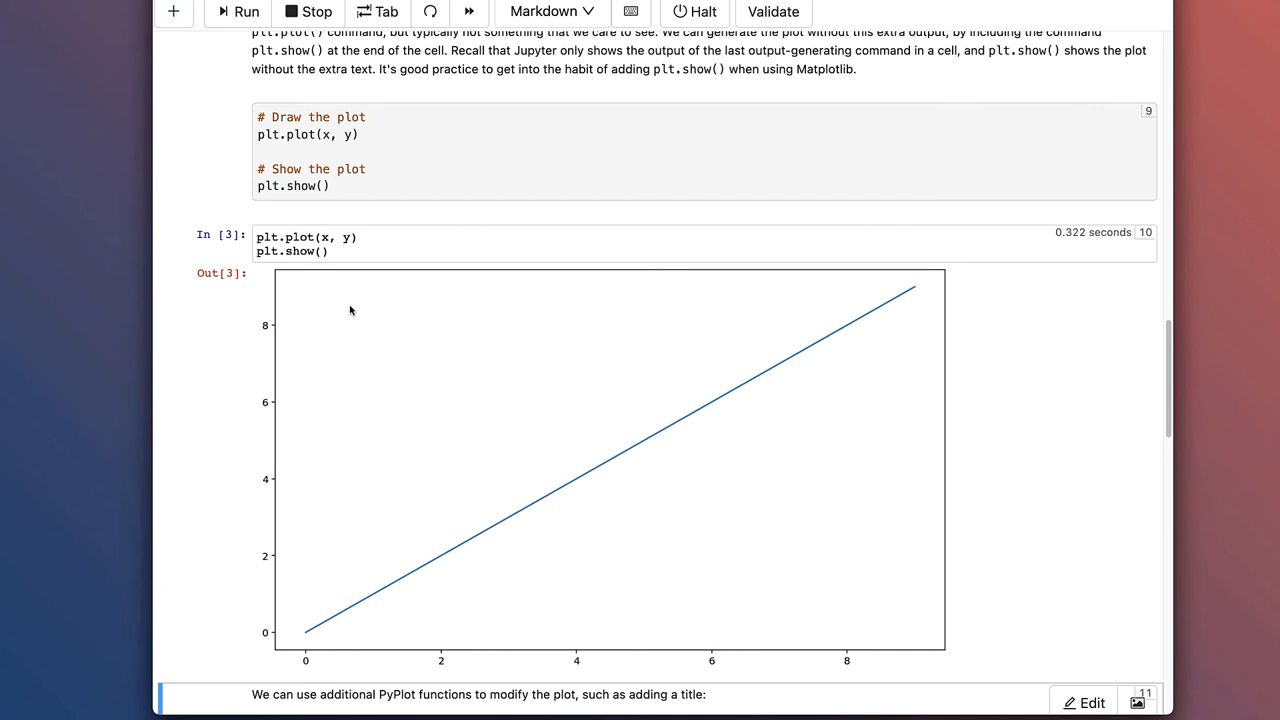 + Run Stop Tab Markdown Halt Validate
plt.plot() command, but typically not something that we care to see. We can generate the plot without this extra output, by including the command
plt.show() at the end of the cell. Recall that Jupyter only shows the output of the last output-generating command in a cell, and plt.show() shows the plot
without the extra text. It's good practice to get into the habit of adding plt.show() when using Matplotlib.
# Draw the plot 9
plt.plot(x, y)
# Show the plot
plt.show()
In [3]: plt.plot(x, y) 0.322 seconds 10
plt.show()
Out[3]:
8
6
4
2
0
0 2 4 6 8
We can use additional PyPlot functions to modify the plot, such as adding a title: 11
Edit